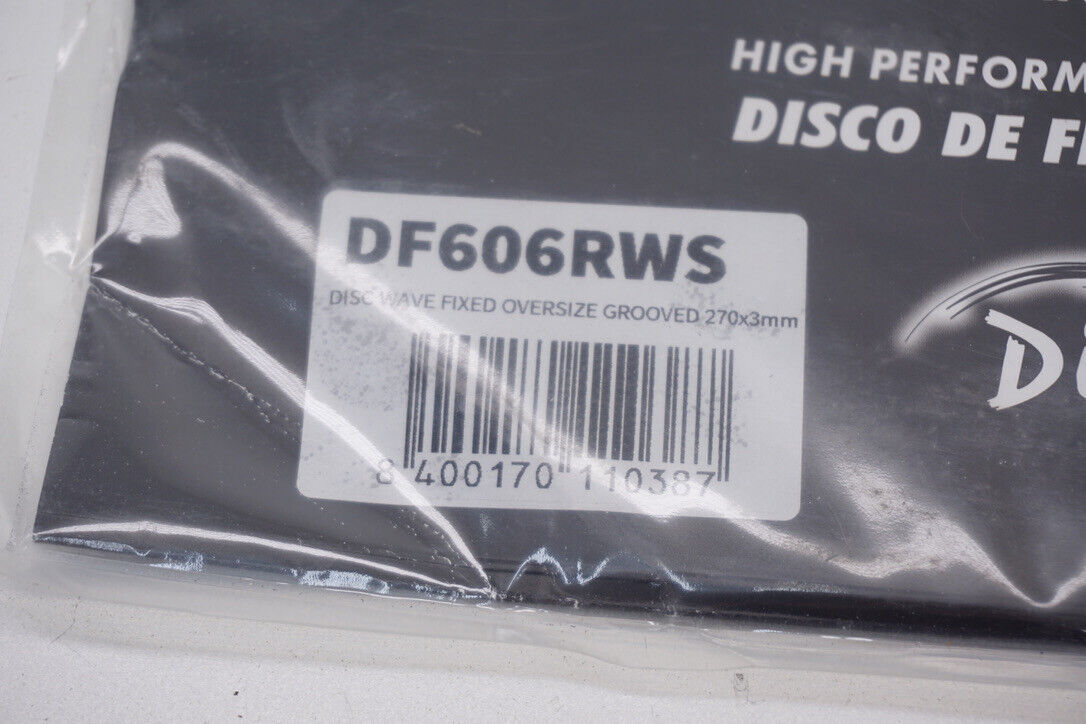 HIGH PERFORM
DISCO DE F
DF606RWS
DISC WAVE FIXED OVERSIZE GROOVED 270x3mm
8 400170 110387